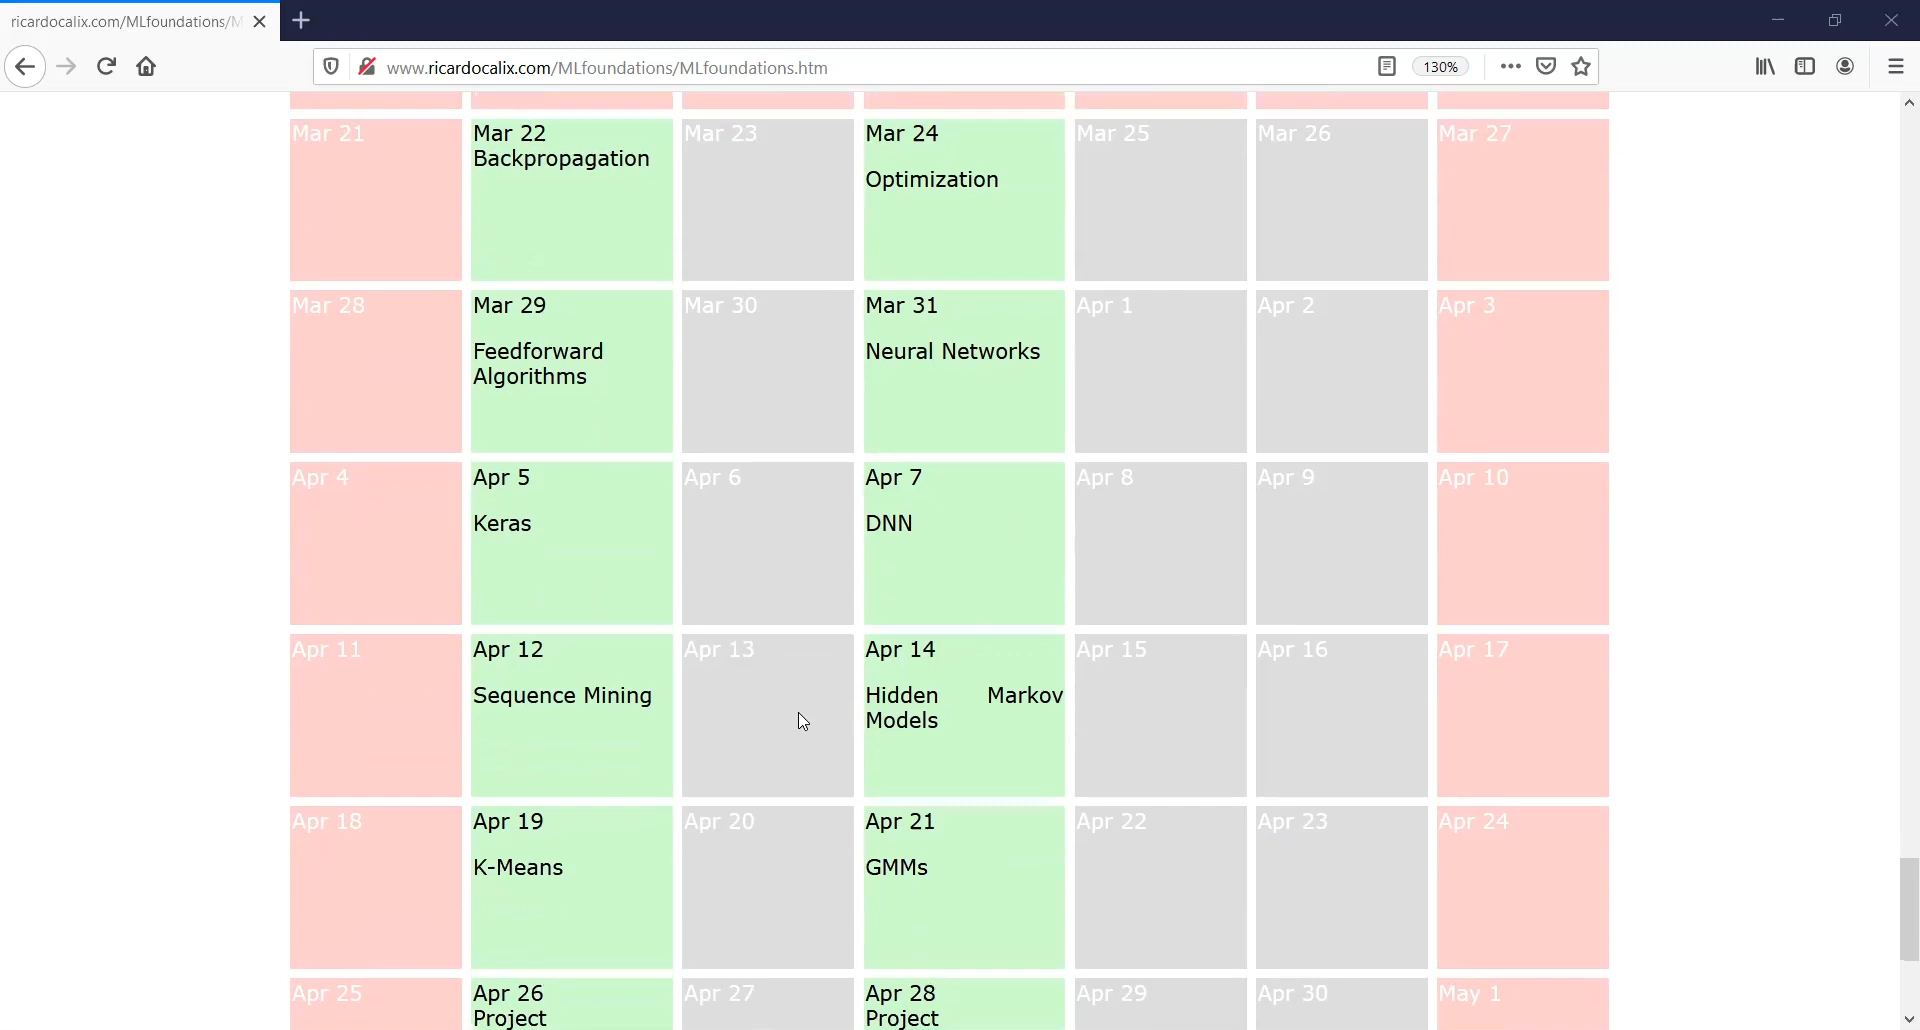 ricardocalix.com/MLfoundations/M
www.ricardocalix.com/MLfoundations/MLfoundations.htm
130%
Mar 21
Mar 22
Backpropagation
Mar 23
Mar 24
Optimization
Mar 25
Mar 26
Mar 27
Mar 28
Mar 29
Feedforward
Algorithms
Mar 30
Mar 31
Neural Networks
Apr 1
Apr 2
Apr 3
Apr 4
Apr 5
Keras
Apr 6
Apr 7
DNN
Apr 8
Apr 9
Apr 10
Apr 11
Apr 12
Sequence Mining
Apr 13
Apr 14
Hidden Markov
Models
Apr 15
Apr 16
Apr 17
Apr 18
Apr 19
K-Means
Apr 20
Apr 21
GMMs
Apr 22
Apr 23
Apr 24
Apr 25
Apr 26
Project
Apr 27
Apr 28
Project
Apr 29
Apr 30
May 1